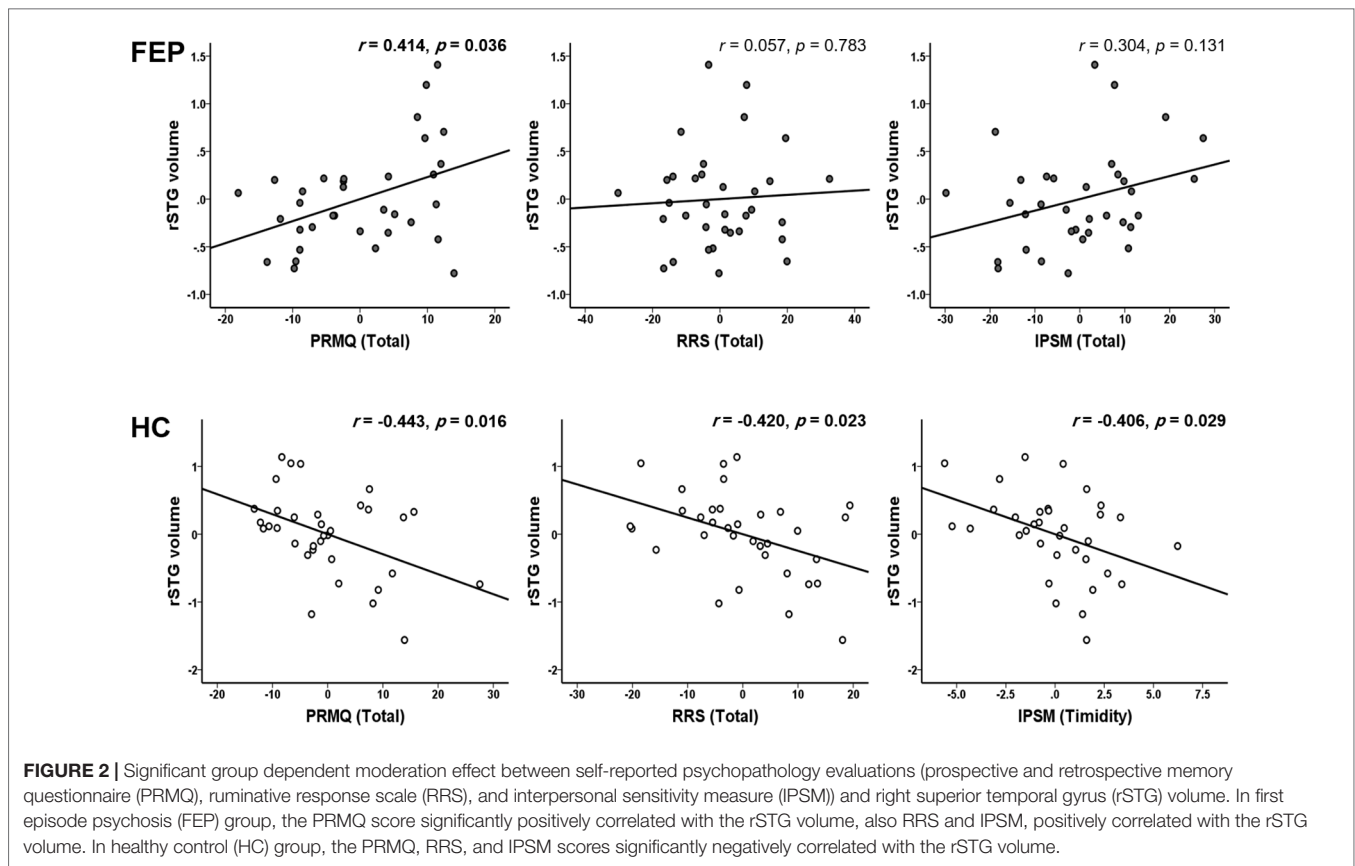 FEP
r = 0.414, p = 0.036
r = 0.057, p = 0.783
r = 0.304, p = 0.131
rSTG volume
1.5
1.0
.5
.0
-.5
-1.0
-20 -10 0 10 20
PRMQ (Total)
rSTG volume
1.5
1.0
.5
.0
-.5
-1.0
-40 -20 0 20 40
RRS (Total)
rSTG volume
1.5
1.0
.5
.0
-.5
-1.0
-30 -20 -10 0 10 20 30
IPSM (Total)
HC
r = -0.443, p = 0.016
r = -0.420, p = 0.023
r = -0.406, p = 0.029
rSTG volume
1
0
-1
-2
-20 -10 0 10 20 30
PRMQ (Total)
rSTG volume
1
0
-1
-2
-30 -20 -10 0 10 20
RRS (Total)
rSTG volume
1
0
-1
-2
-5.0 -2.5 .0 2.5 5.0 7.5
IPSM (Timidity)
FIGURE 2 | Significant group dependent moderation effect between self-reported psychopathology evaluations (prospective and retrospective memory
questionnaire (PRMQ), ruminative response scale (RRS), and interpersonal sensitivity measure (IPSM)) and right superior temporal gyrus (rSTG) volume. In first
episode psychosis (FEP) group, the PRMQ score significantly positively correlated with the rSTG volume, also RRS and IPSM, positively correlated with the rSTG
volume. In healthy control (HC) group, the PRMQ, RRS, and IPSM scores significantly negatively correlated with the rSTG volume.